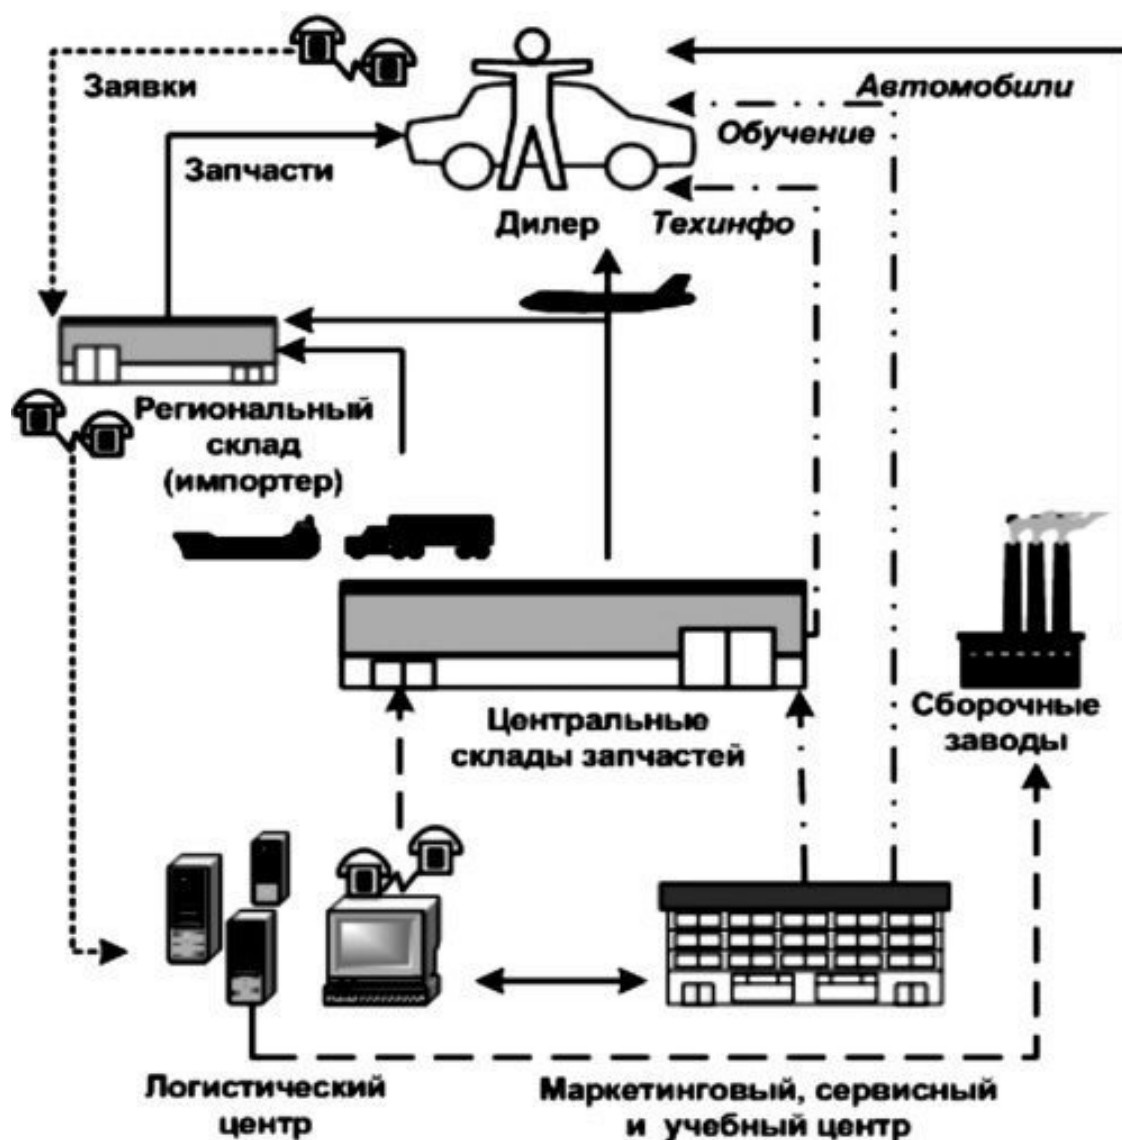 Заявки
Автомобили
Обучение
Запчасти
Дилер
Техинфо
Региональный
склад
(импортер)
Центральные
склады запчастей
Сборочные
заводы
Логистический
центр
Маркетинговый, сервисный
и учебный центр